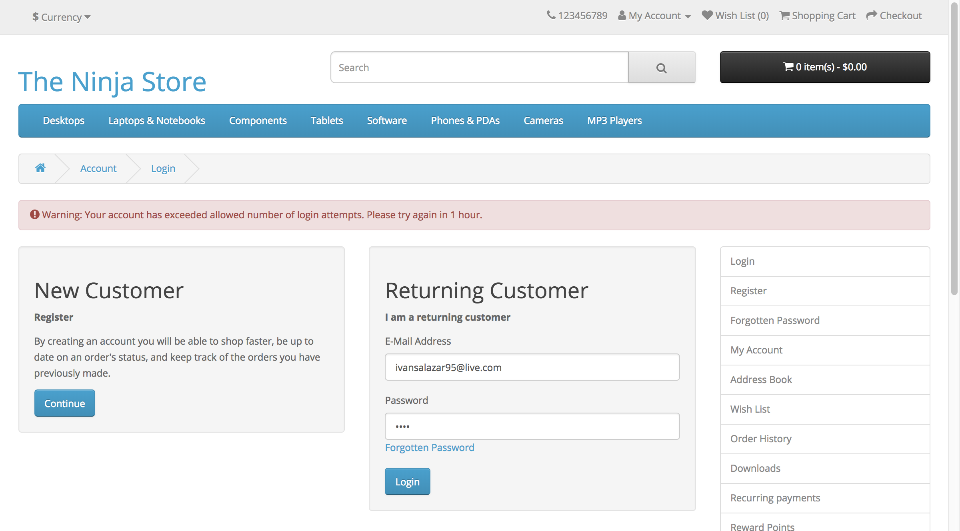 $ Currency
123456789 My Account Wish List (0) Shopping Cart Checkout
The Ninja Store
Search
0 item(s) - $0.00
Desktops Laptops & Notebooks Components Tablets Software Phones & PDAs Cameras MP3 Players
Account Login
Warning: Your account has exceeded allowed number of login attempts. Please try again in 1 hour.
New Customer
Register
By creating an account you will be able to shop faster, be up to
date on an order's status, and keep track of the orders you have
previously made.
Continue
Returning Customer
I am a returning customer
E-Mail Address
ivansalazar95@live.com
Password
••••
Forgotten Password
Login
Login
Register
Forgotten Password
My Account
Address Book
Wish List
Order History
Downloads
Recurring payments
Reward Points